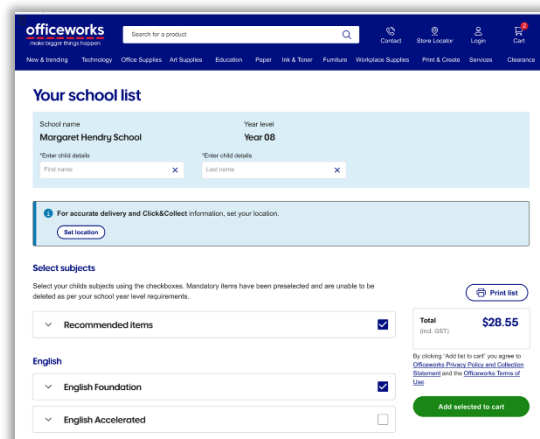 officeworks
make bigger things happen
Search for a product
Contact
Store Locator
Login
2
Cart
New & trending Technology Office Supplies Art Supplies Education Paper Ink & Toner Furniture Workplace Supplies Print & Create Services Clearance
Your school list
School name
Year level
Margaret Hendry School
Year 08
*Enter child details
*Enter child details
First name
Last name
For accurate delivery and Click&Collect information, set your location.
Set location
Select subjects
Select your childs subjects using the checkboxes. Mandatory items have been preselected and are unable to be
deleted as per your school year level requirements.
Print list
Recommended items
Total
(incl. GST)
$28.55
English
By clicking "Add list to cart" you agree to
Officeworks Privacy Policy and Collection
Statement and the Officeworks Terms of
Use.
English Foundation
Add selected to cart
English Accelerated